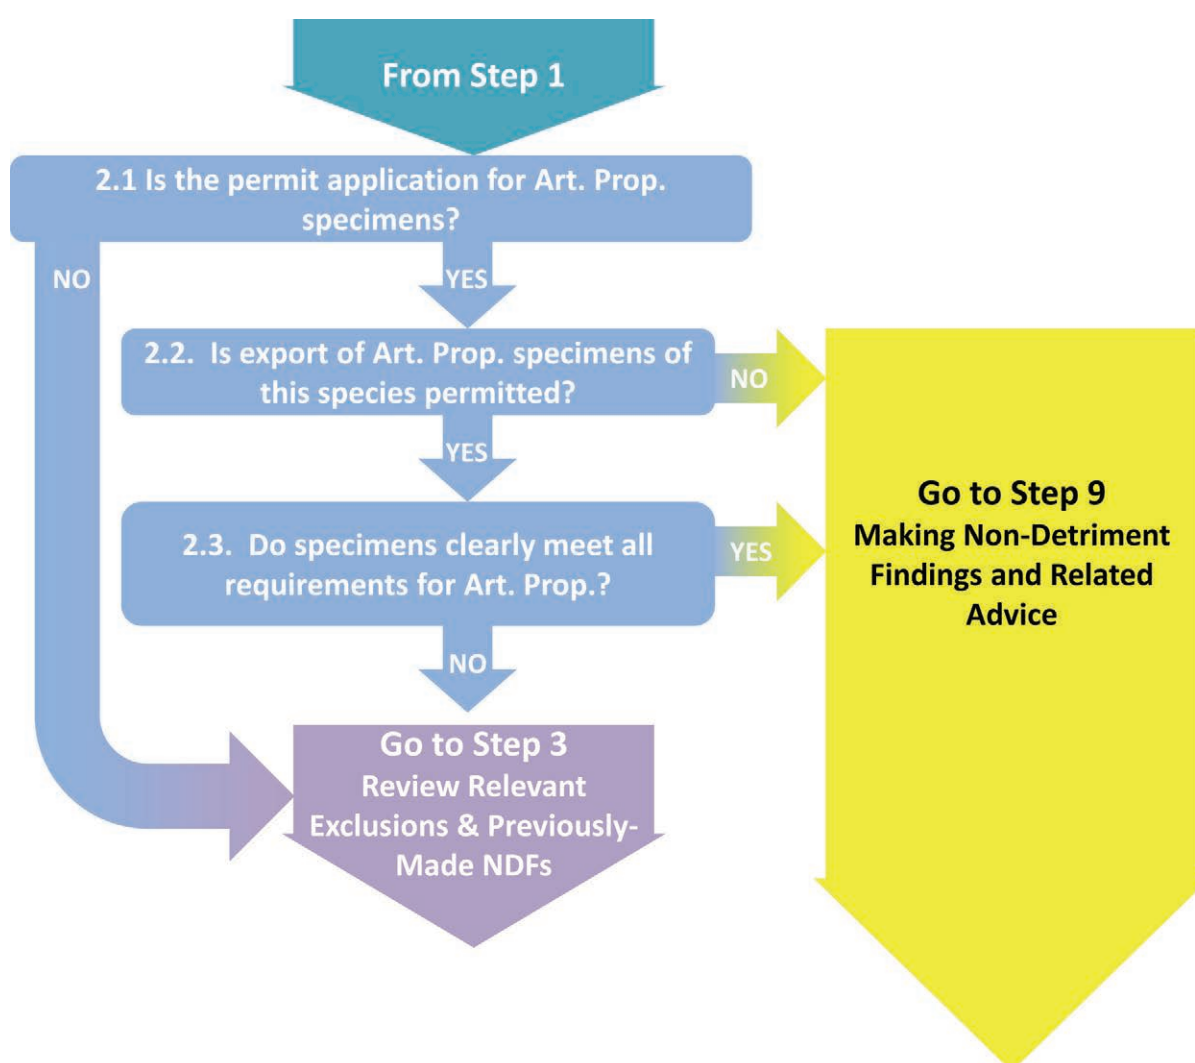 From Step 1
2.1 Is the permit application for Art. Prop.
specimens?
NO
YES
2.2.  Is export of Art. Prop. specimens of
this species permitted?
NO
YES
2.3.  Do specimens clearly meet all
requirements for Art. Prop.?
YES
NO
Go to Step 9
Making Non-Detriment
Findings and Related
Advice
Go to Step 3
Review Relevant
Exclusions & Previously-
Made NDFs